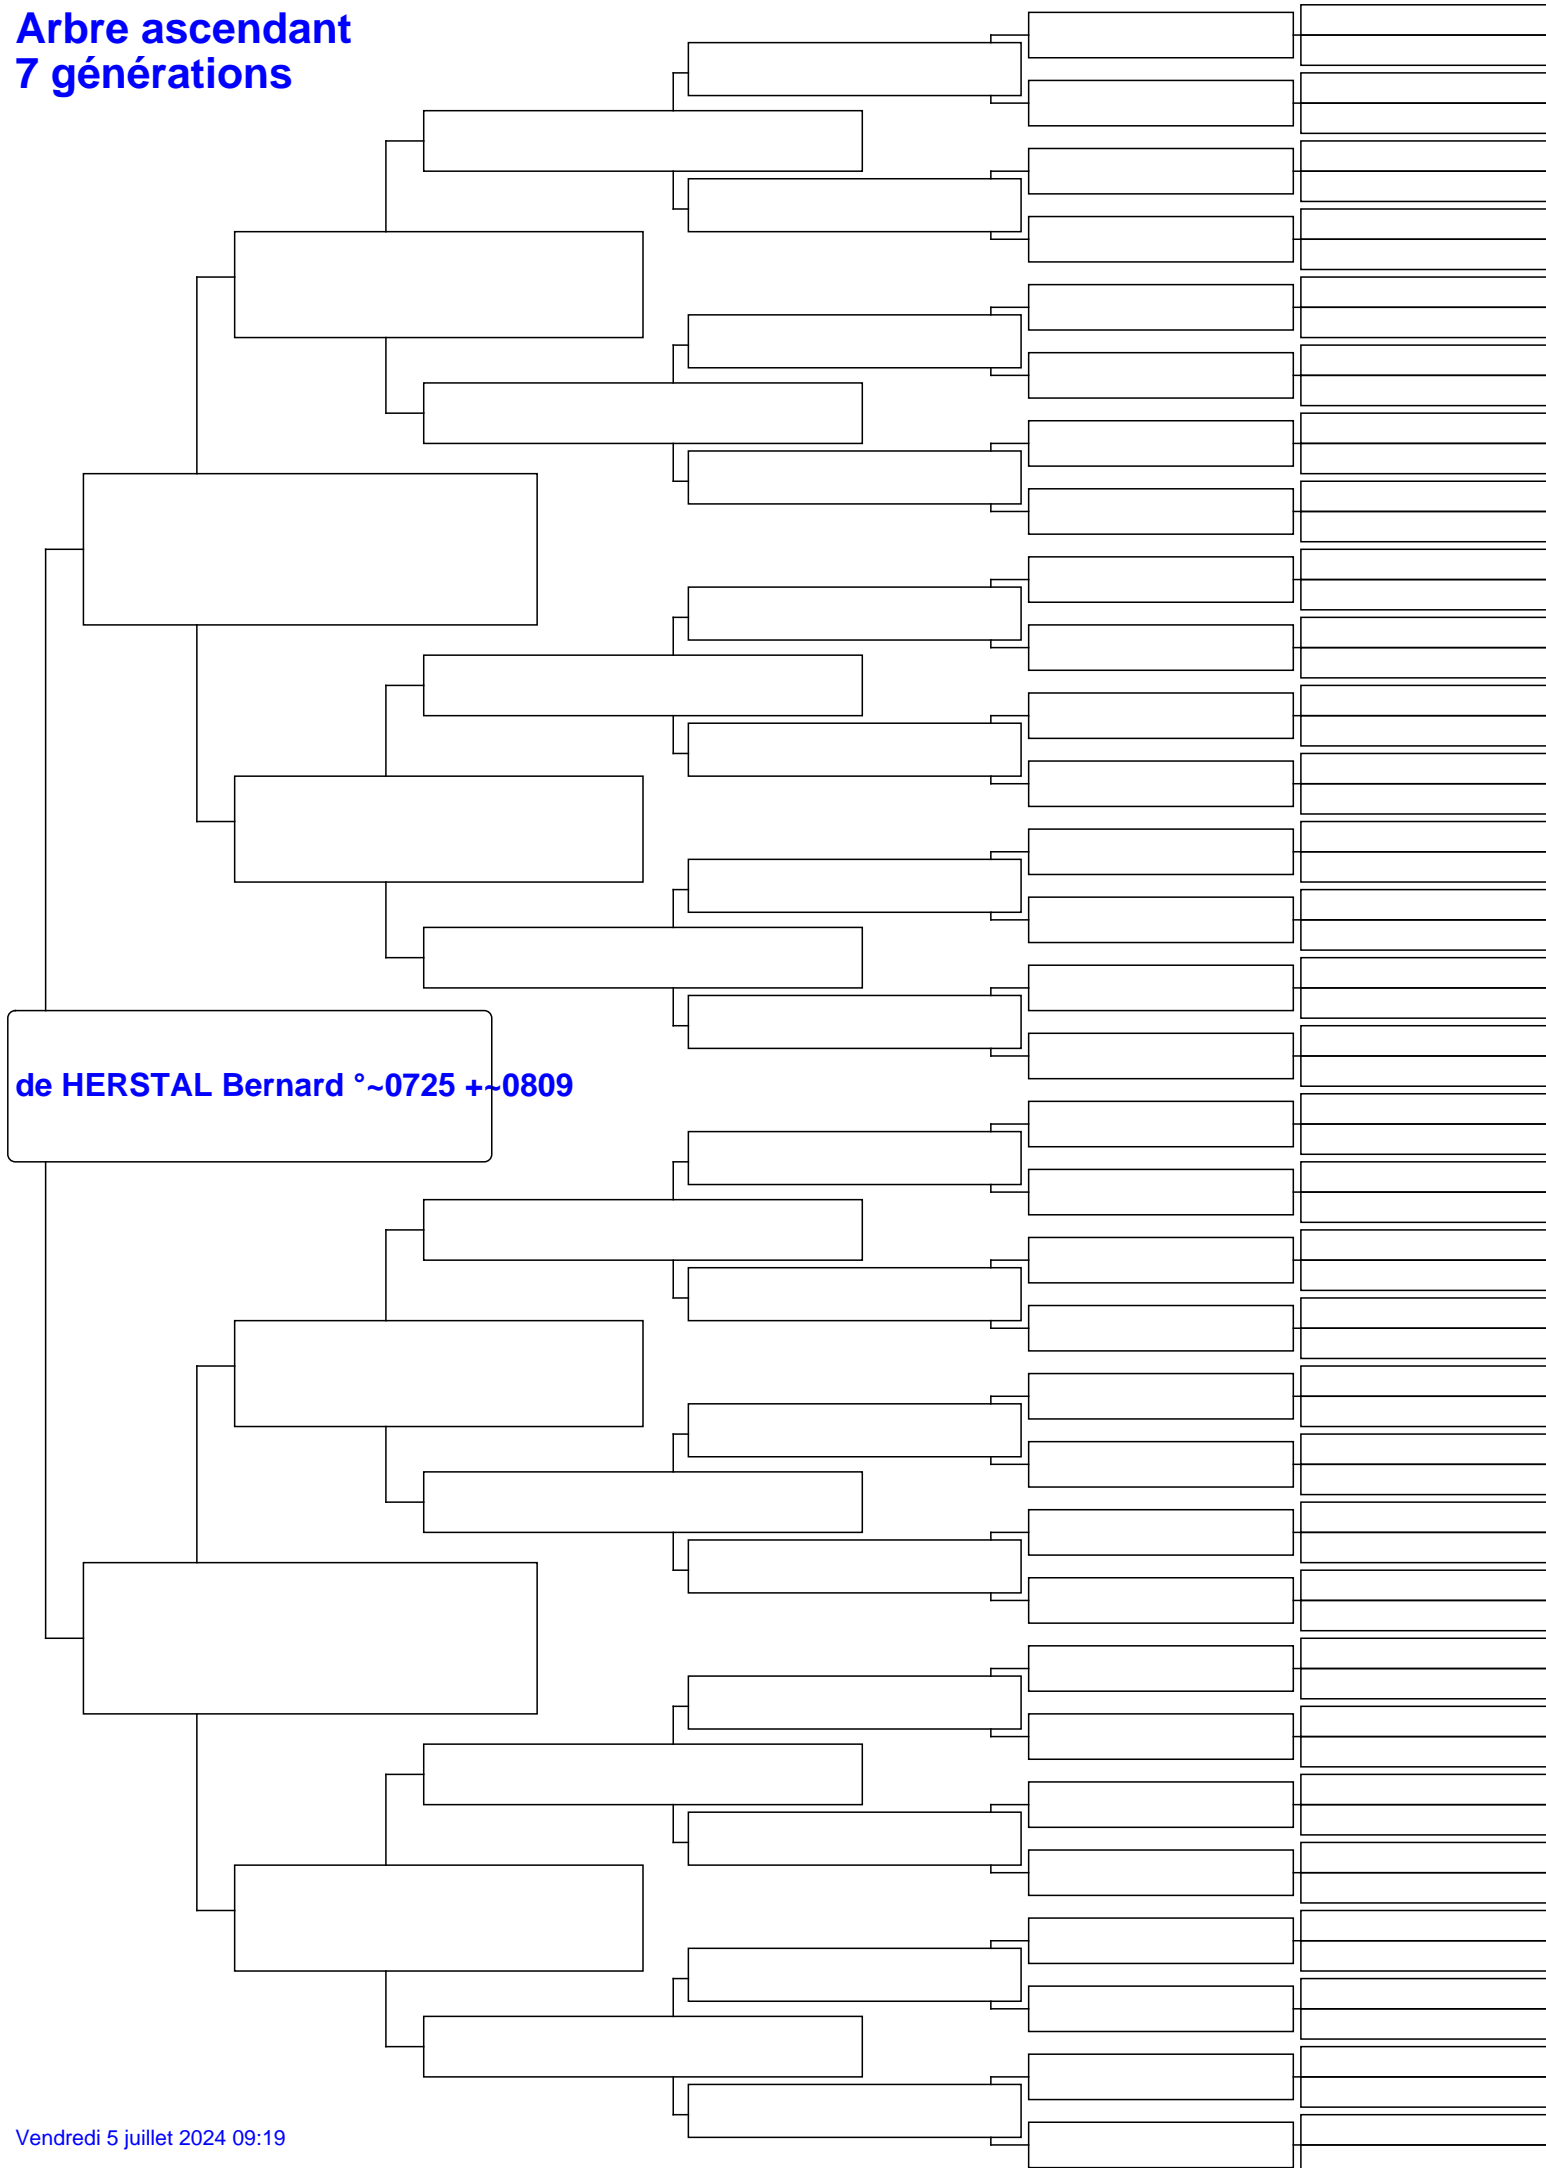 Arbre ascendant
7 générations
de HERSTAL Bernard °~0725 +~0809
Vendredi 5 juillet 2024 09:19